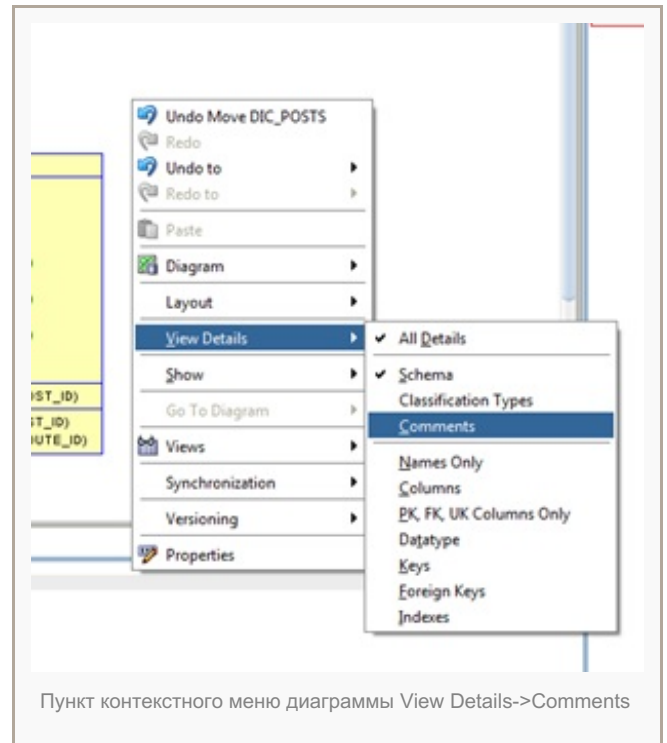 Undo Move DIC_POSTS
Redo
Undo to
Redo to
Paste
Diagram
Layout
View Details
Show
Go To Diagram
Views
Synchronization
Versioning
Properties
All Details
Schema
Classification Types
Comments
Names Only
Columns
PK, FK, UK Columns Only
Datatype
Keys
Foreign Keys
Indexes
OST_ID)
ST_ID)
OUTE_ID)
Пункт контекстного меню диаграммы View Details->Comments